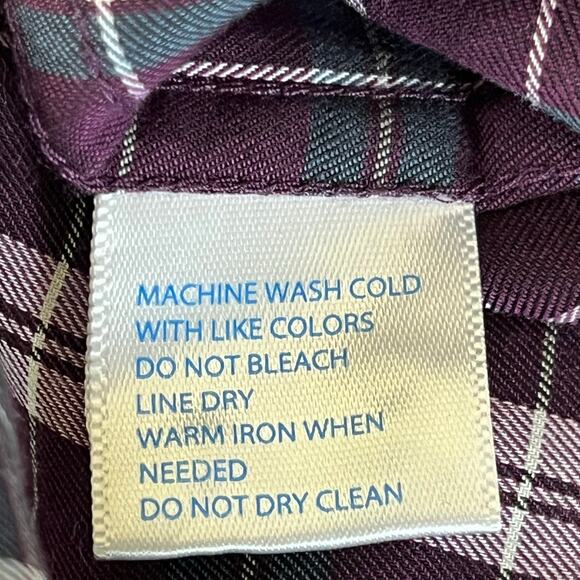 MACHINE WASH COLD
WITH LIKE COLORS
DO NOT BLEACH
LINE DRY
WARM IRON WHEN
NEEDED
DO NOT DRY CLEAN